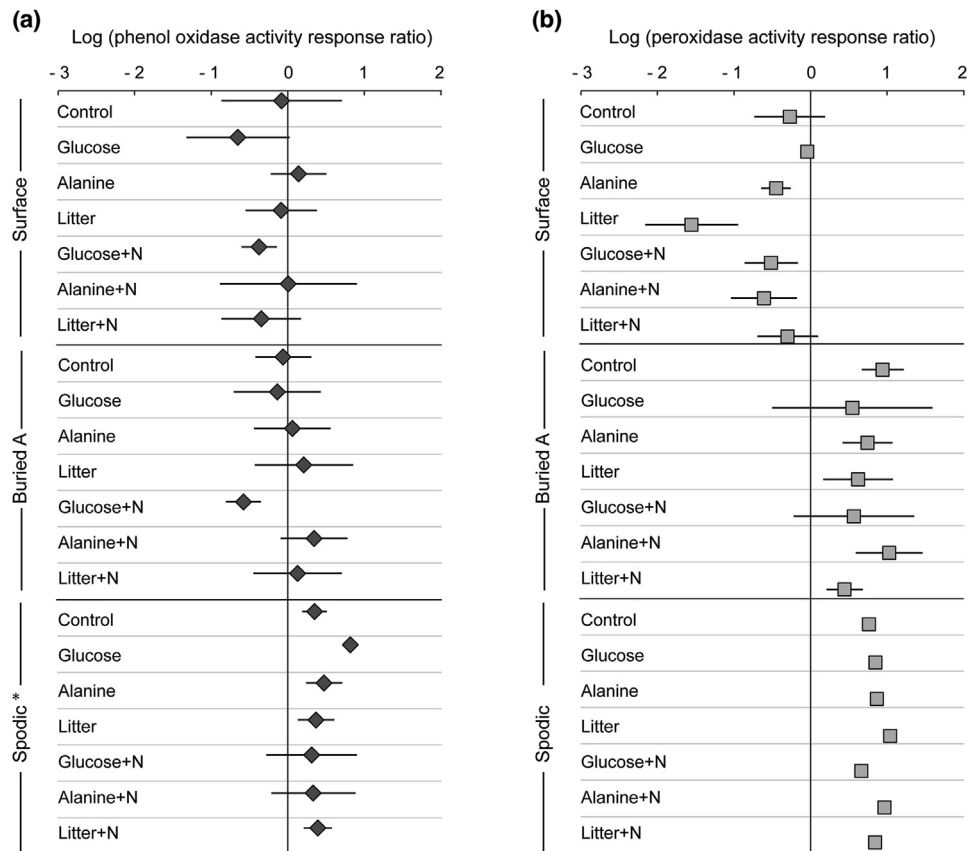 (a)
Log (phenol oxidase activity response ratio)
- 3 - 2 - 1 0 1 2
Surface
Control
Glucose
Alanine
Litter
Glucose+N
Alanine+N
Litter+N
Buried A
Control
Glucose
Alanine
Litter
Glucose+N
Alanine+N
Litter+N
Spodic *
Control
Glucose
Alanine
Litter
Glucose+N
Alanine+N
Litter+N
(b)
Log (peroxidase activity response ratio)
- 3 - 2 - 1 0 1 2
Surface
Control
Glucose
Alanine
Litter
Glucose+N
Alanine+N
Litter+N
Buried A
Control
Glucose
Alanine
Litter
Glucose+N
Alanine+N
Litter+N
Spodic
Control
Glucose
Alanine
Litter
Glucose+N
Alanine+N
Litter+N